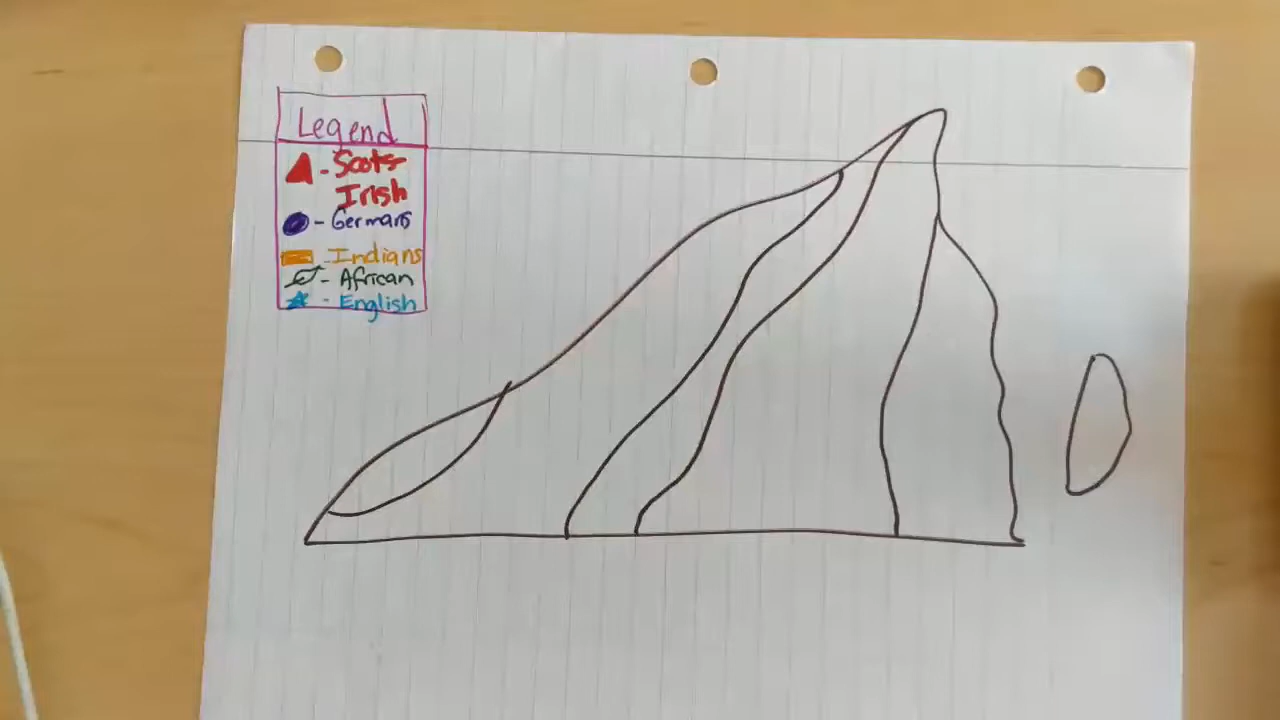 Legend
- Scots
Irish
- Germans
- Indians
- African
- English